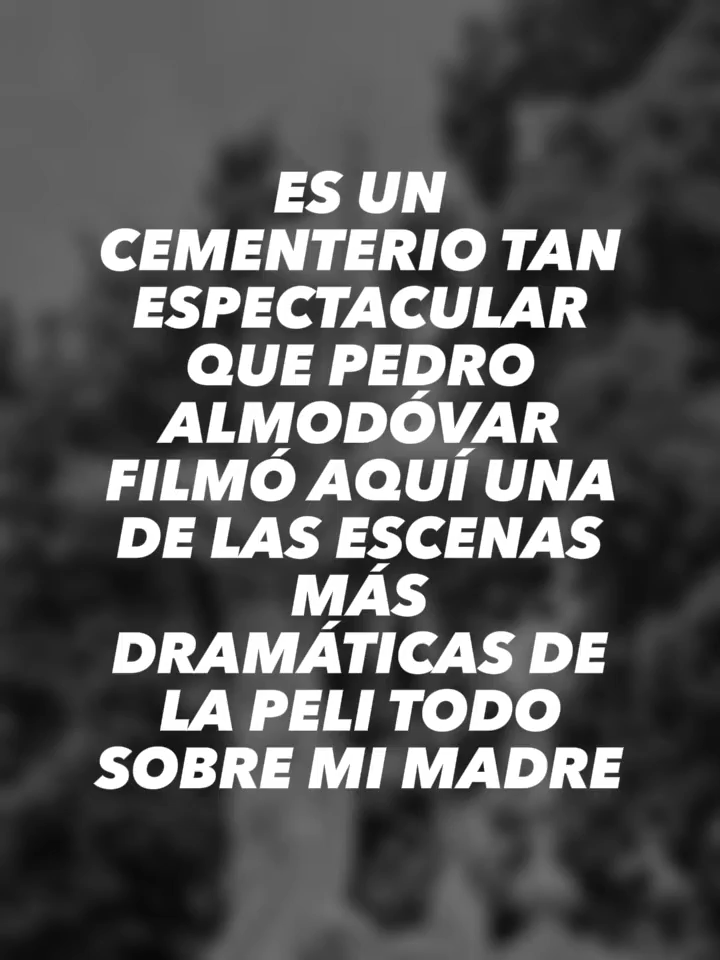 ES UN
CEMENTERIO TAN
ESPECTACULAR
QUE PEDRO
ALMODÓVAR
FILMÓ AQUÍ UNA
DE LAS ESCENAS
MÁS
DRAMÁTICAS DE
LA PELI TODO
SOBRE MI MADRE